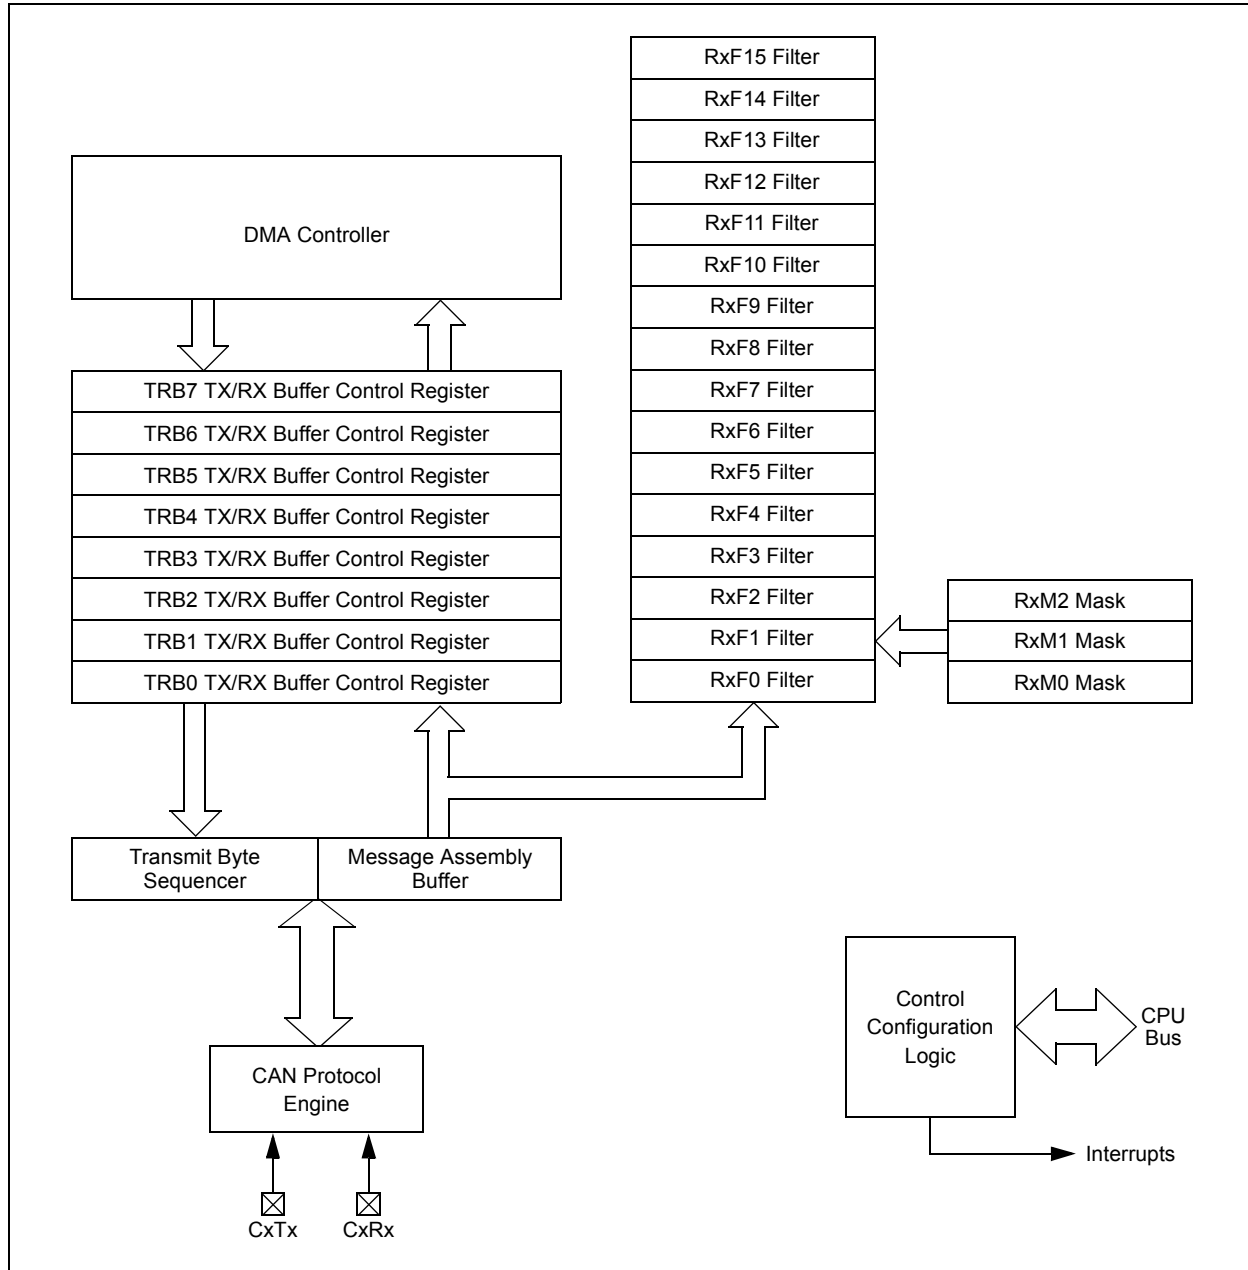 RxF15 Filter
RxF14 Filter
RxF13 Filter
RxF12 Filter
RxF11 Filter
RxF10 Filter
RxF9 Filter
RxF8 Filter
RxF7 Filter
RxF6 Filter
RxF5 Filter
RxF4 Filter
RxF3 Filter
RxF2 Filter
RxF1 Filter
RxF0 Filter
DMA Controller
TRB7 TX/RX Buffer Control Register
TRB6 TX/RX Buffer Control Register
TRB5 TX/RX Buffer Control Register
TRB4 TX/RX Buffer Control Register
TRB3 TX/RX Buffer Control Register
TRB2 TX/RX Buffer Control Register
TRB1 TX/RX Buffer Control Register
TRB0 TX/RX Buffer Control Register
RxM2 Mask
RxM1 Mask
RxM0 Mask
Transmit Byte
Sequencer
Message Assembly
Buffer
CAN Protocol
Engine
CxTx
CxRx
Control
Configuration
Logic
CPU
Bus
Interrupts